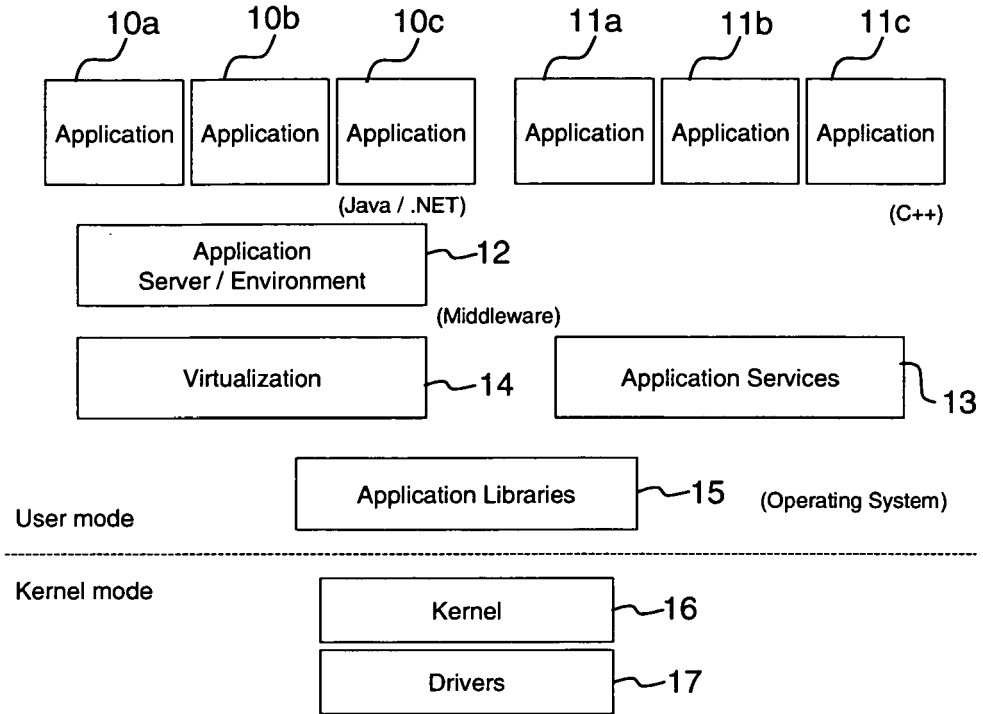 10a 10b 10c 11a 11b 11c
Application Application Application Application Application Application
(Java / .NET) (C++)
Application
Server / Environment
12
(Middleware)
Virtualization 14 Application Services 13
Application Libraries 15 (Operating System)
User mode
Kernel mode
Kernel 16
Drivers 17